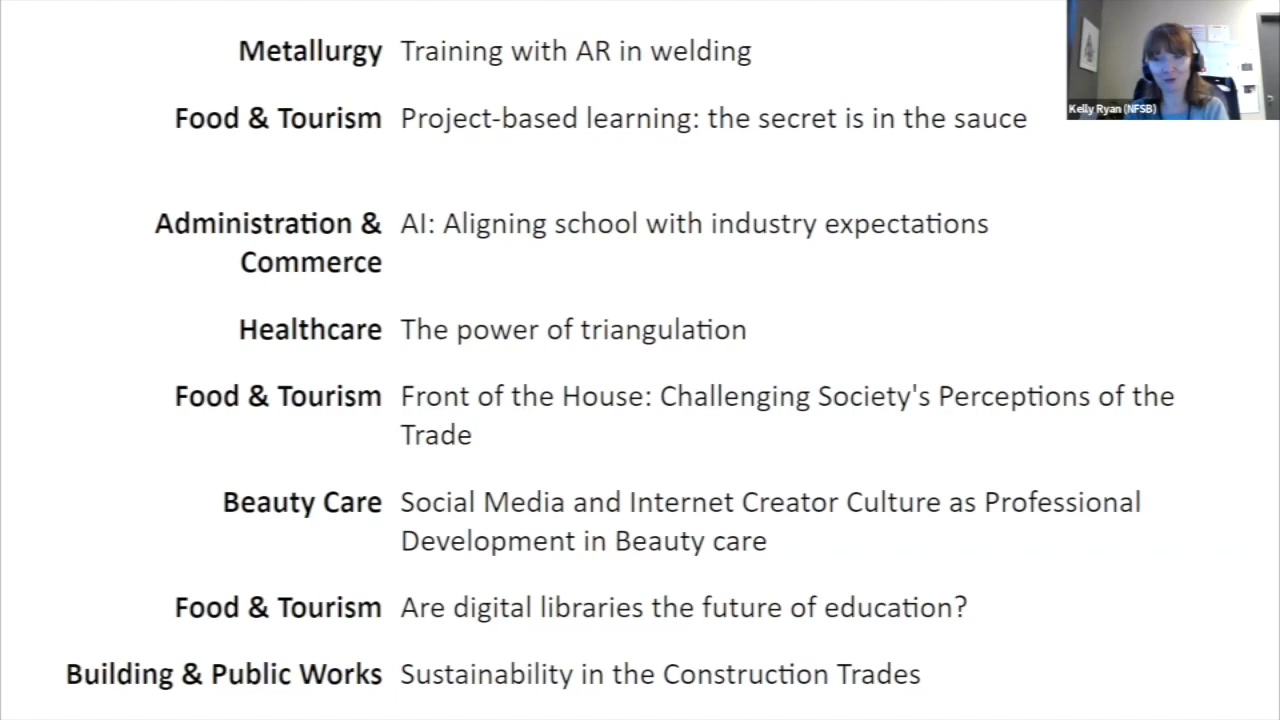 Metallurgy Training with AR in welding
Kelly Ryan (NFSB)
Food & Tourism Project-based learning: the secret is in the sauce
Administration & AI: Aligning school with industry expectations
Commerce
Healthcare The power of triangulation
Food & Tourism Front of the House: Challenging Society's Perceptions of the
Trade
Beauty Care Social Media and Internet Creator Culture as Professional
Development in Beauty care
Food & Tourism Are digital libraries the future of education?
Building & Public Works Sustainability in the Construction Trades